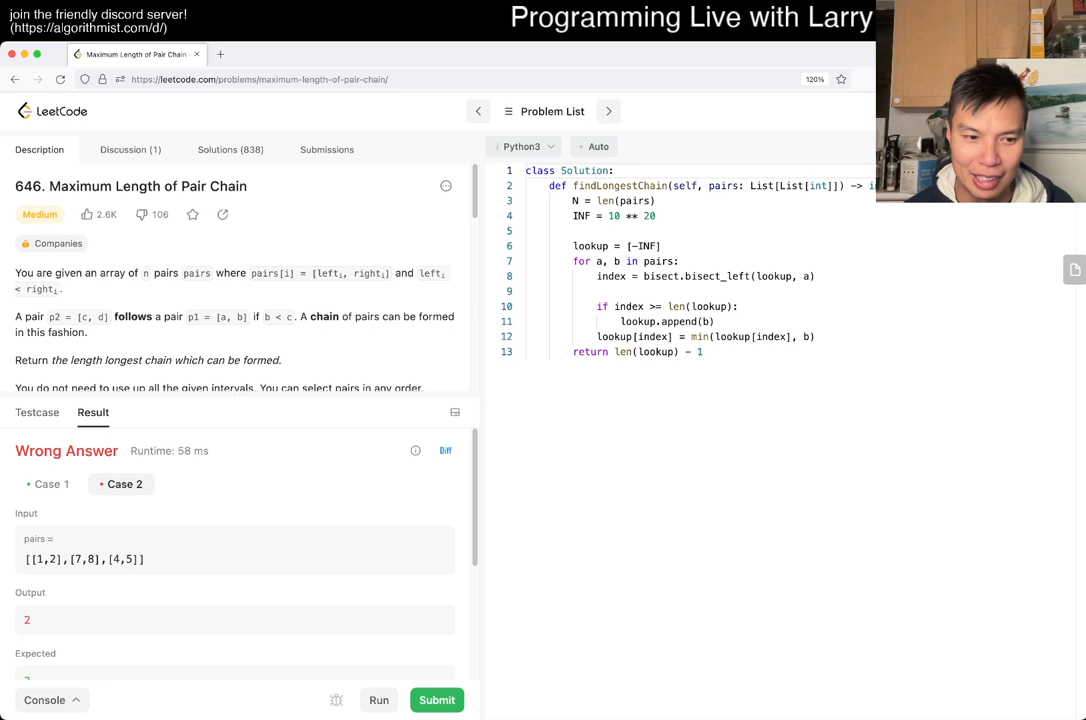 join the friendly discord server!
(https://algorithmist.com/d/)
Programming Live with Larry
Maximum Length of Pair Chain -
https://leetcode.com/problems/maximum-length-of-pair-chain/
120%
LeetCode
Problem List
Description
Discussion (1)
Solutions (838)
Submissions
Python3
Auto
646. Maximum Length of Pair Chain
Medium
2.6K
106
Companies
You are given an array of n pairs pairs where pairs[i] = [lefti, righti] and lefti
< righti.
A pair p2 = [c, d] follows a pair p1 = [a, b] if b < c. A chain of pairs can be formed
in this fashion.
Return the length longest chain which can be formed.
You do not need to use up all the given intervals. You can select pairs in any order.
1 class Solution:
2 def findLongestChain(self, pairs: List[List[int]]) -> i
3 N = len(pairs)
4 INF = 10 ** 20
5
6 lookup = [-INF]
7 for a, b in pairs:
8 index = bisect.bisect_left(lookup, a)
9
10 if index >= len(lookup):
11 lookup.append(b)
12 lookup[index] = min(lookup[index], b)
13 return len(lookup) - 1
Testcase
Result
Wrong Answer
Runtime: 58 ms
Diff
Case 1
Case 2
Input
pairs =
[[1,2],[7,8],[4,5]]
Output
2
Expected
Console
Run
Submit